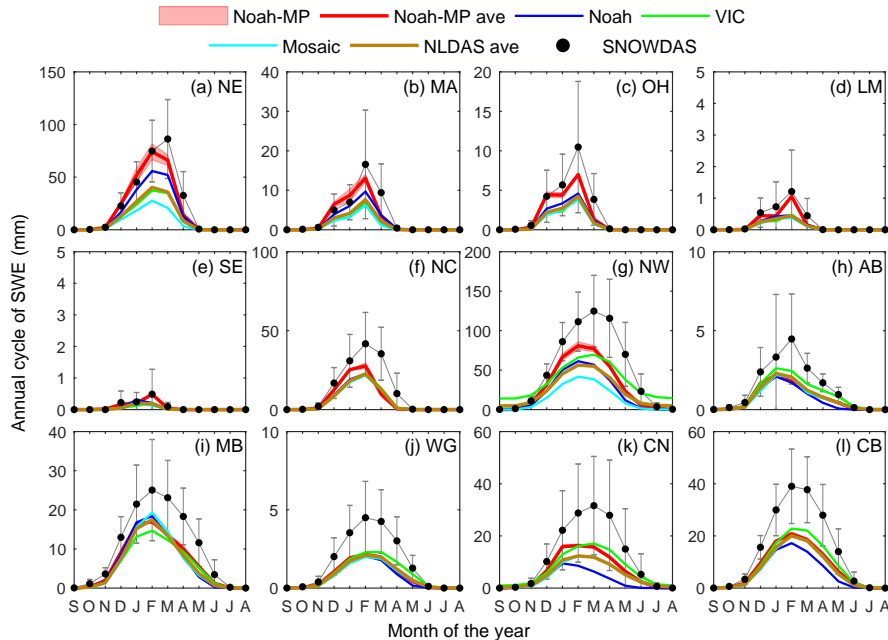 Noah-MP Noah-MP ave Noah VIC
Mosaic NLDAS ave SNOWDAS
Annual cycle of SWE (mm)
150 100 50 0
(a) NE
40 30 20 10 0
(b) MA
20 15 10 5 0
(c) OH
5 4 3 2 1 0
(d) LM
5 4 3 2 1 0
(e) SE
100 50 0
(f) NC
200 150 100 50 0
(g) NW
10 5 0
(h) AB
40 30 20 10 0
(i) MB
10 8 6 4 2 0
(j) WG
60 40 20 0
(k) CN
60 40 20 0
(l) CB
S O N D J F M A M J J A S O N D J F M A M J J A S O N D J F M A M J J A S O N D J F M A M J J A
Month of the year